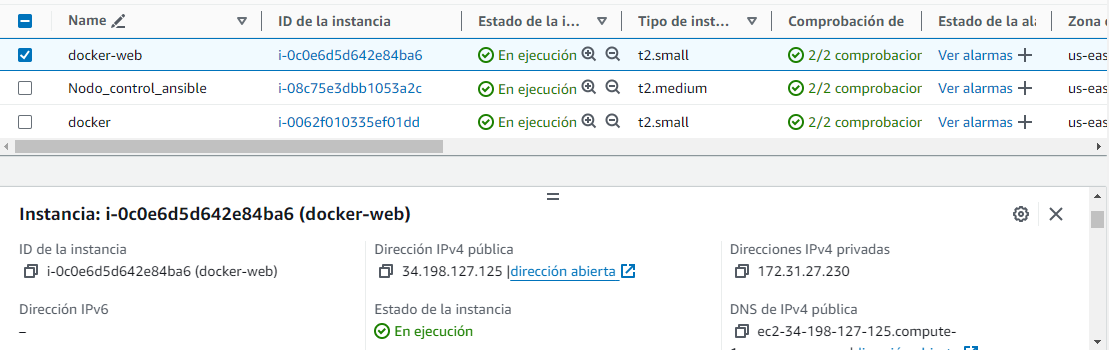 Name ID de la instancia Estado de la i... Tipo de inst... Comprobación de Estado de la ala Zona
docker-web i-0c0e6d5d642e84ba6 En ejecución t2.small 2/2 comprobacior Ver alarmas + us-eas
Nodo_control_ansible i-08c75e3dbb1053a2c En ejecución t2.medium 2/2 comprobacior Ver alarmas + us-eas
docker i-0062f010335ef01dd En ejecución t2.small 2/2 comprobacior Ver alarmas + us-eas
Instancia: i-0c0e6d5d642e84ba6 (docker-web)
ID de la instancia Dirección IPv4 pública Direcciones IPv4 privadas
i-0c0e6d5d642e84ba6 (docker-web) 34.198.127.125 |dirección abierta 172.31.27.230
Dirección IPv6 Estado de la instancia DNS de IPv4 pública
– En ejecución ec2-34-198-127-125.compute-